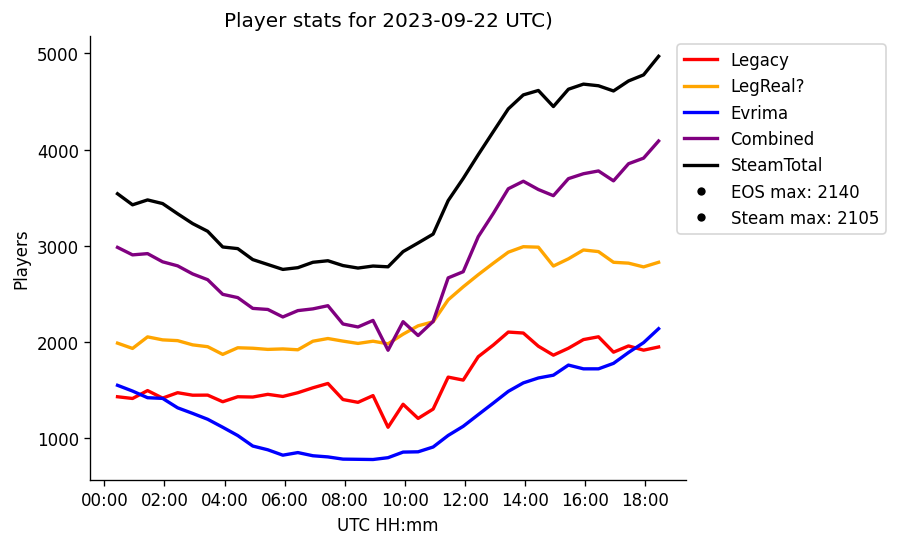 Player stats for 2023-09-22 UTC)
5000
4000
3000
2000
1000
Players
00:00 02:00 04:00 06:00 08:00 10:00 12:00 14:00 16:00 18:00
UTC HH:mm
Legacy
LegReal?
Evrima
Combined
SteamTotal
EOS max: 2140
Steam max: 2105